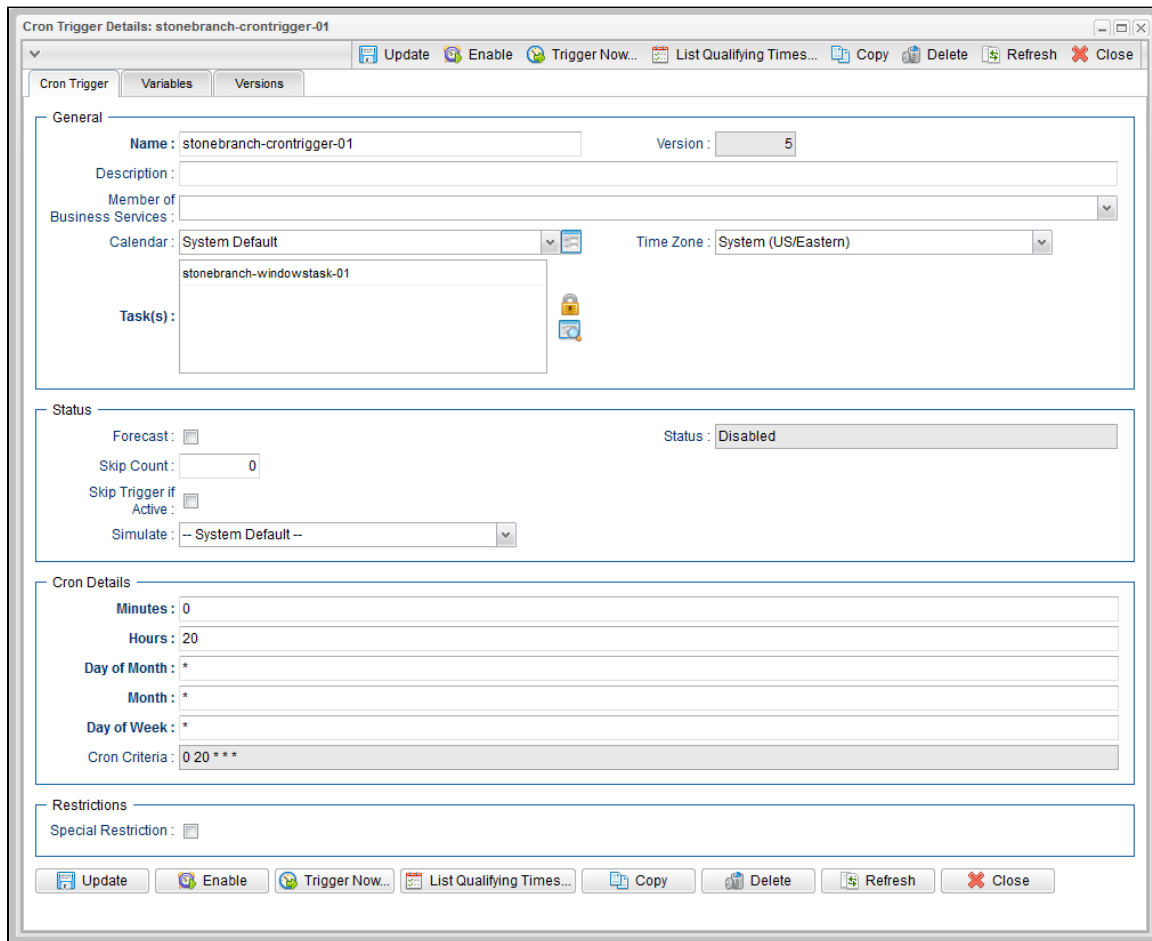 Cron Trigger Details: stonebranch-crontrigger-01
Update Enable Trigger Now... List Qualifying Times... Copy Delete Refresh Close
Cron Trigger Variables Versions
General
Name : stonebranch-crontrigger-01 Version : 5
Description :
Member of
Business Services :
Calendar : System Default Time Zone : System (US/Eastern)
stonebranch-windowstask-01
Task(s) :
Status
Forecast : Status : Disabled
Skip Count : 0
Skip Trigger if
Active :
Simulate : -- System Default --
Cron Details
Minutes : 0
Hours : 20
Day of Month : *
Month : *
Day of Week : *
Cron Criteria : 0 20 * * *
Restrictions
Special Restriction :
Update Enable Trigger Now... List Qualifying Times... Copy Delete Refresh Close